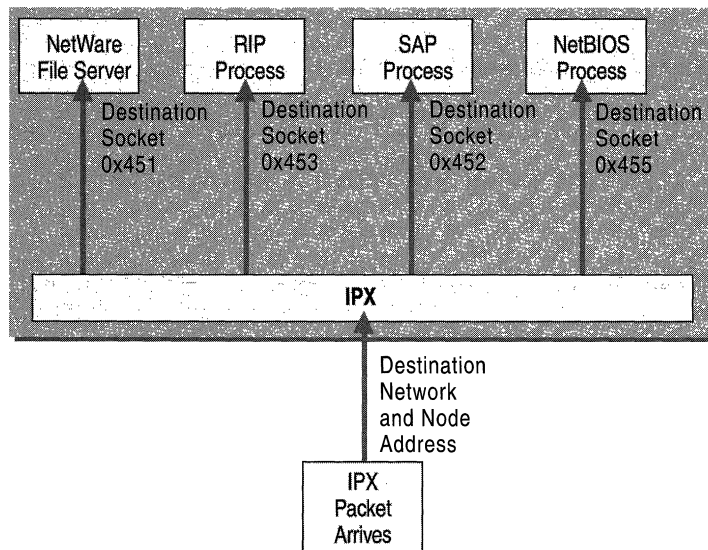 NetWare
File Server
RIP
Process
SAP
Process
NetBIOS
Process
Destination
Socket
0x451
Destination
Socket
0x453
Destination
Socket
0x452
Destination
Socket
0x455
IPX
Destination
Network
and Node
Address
IPX
Packet
Arrives